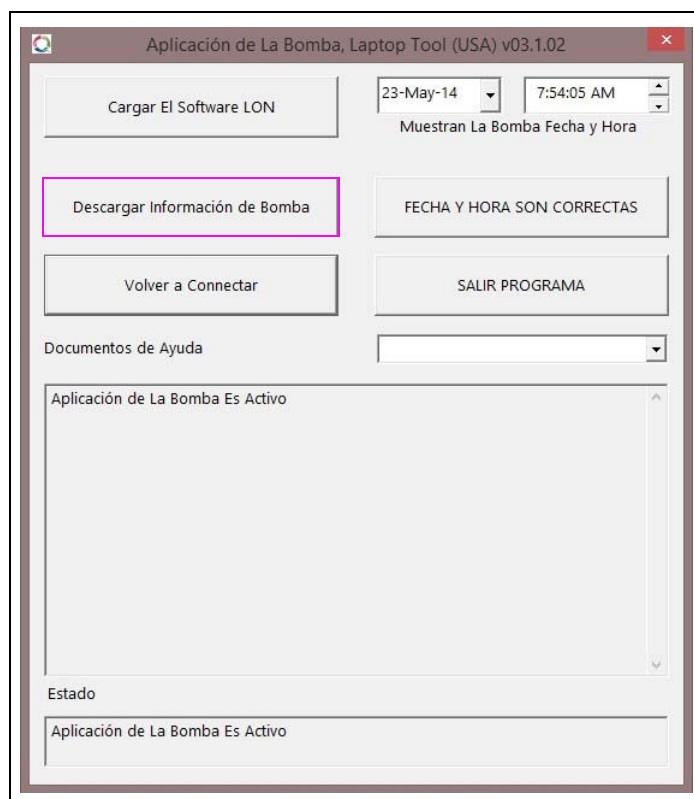 Aplicación de La Bomba, Laptop Tool (USA) v03.1.02
Cargar El Software LON
23-May-14
7:54:05 AM
Muestran La Bomba Fecha y Hora
Descargar Información de Bomba
FECHA Y HORA SON CORRECTAS
Volver a Connectar
SALIR PROGRAMA
Documentos de Ayuda
Aplicación de La Bomba Es Activo
Estado
Aplicación de La Bomba Es Activo